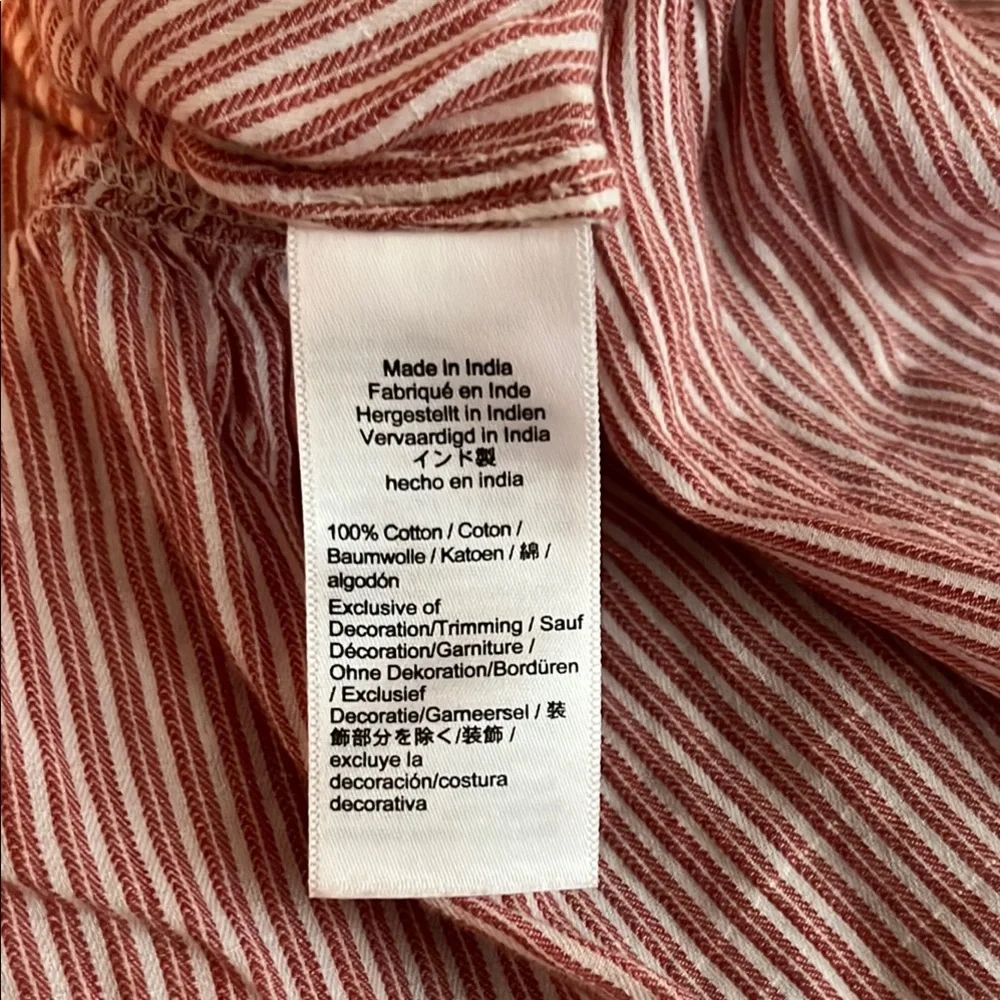 Made in India
Fabriqué en Inde
Hergestellt in Indien
Vervaardigd in India
インド製
hecho en india
100% Cotton / Coton /
Baumwolle / Katoen / 綿 /
algodón
Exclusive of
Decoration/Trimming / Sauf
Décoration/Garniture /
Ohne Dekoration/Bordüren
/ Exclusief
Decoratie/Garneersel / 装
飾部分を除く/装飾 /
excluye la
decoración/costura
decorativa